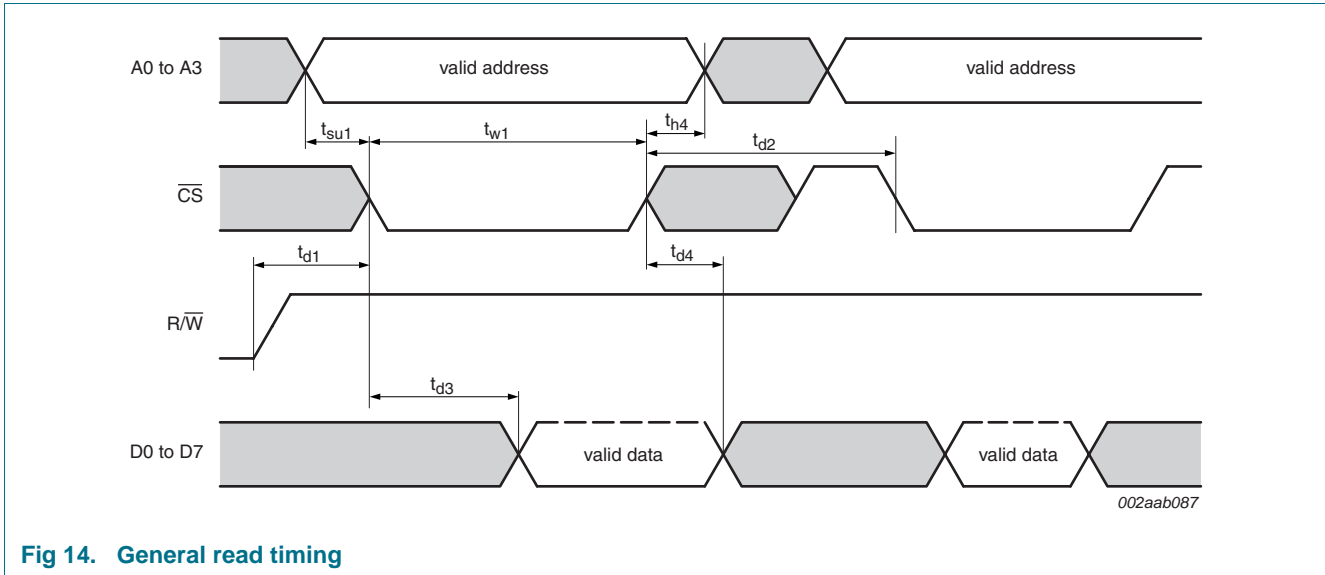 A0 to A3
valid address
valid address
tsu1
tw1
th4
td2
C̅S̅
td1
td4
R/W̅
td3
D0 to D7
valid data
valid data
002aab087
Fig 14. General read timing